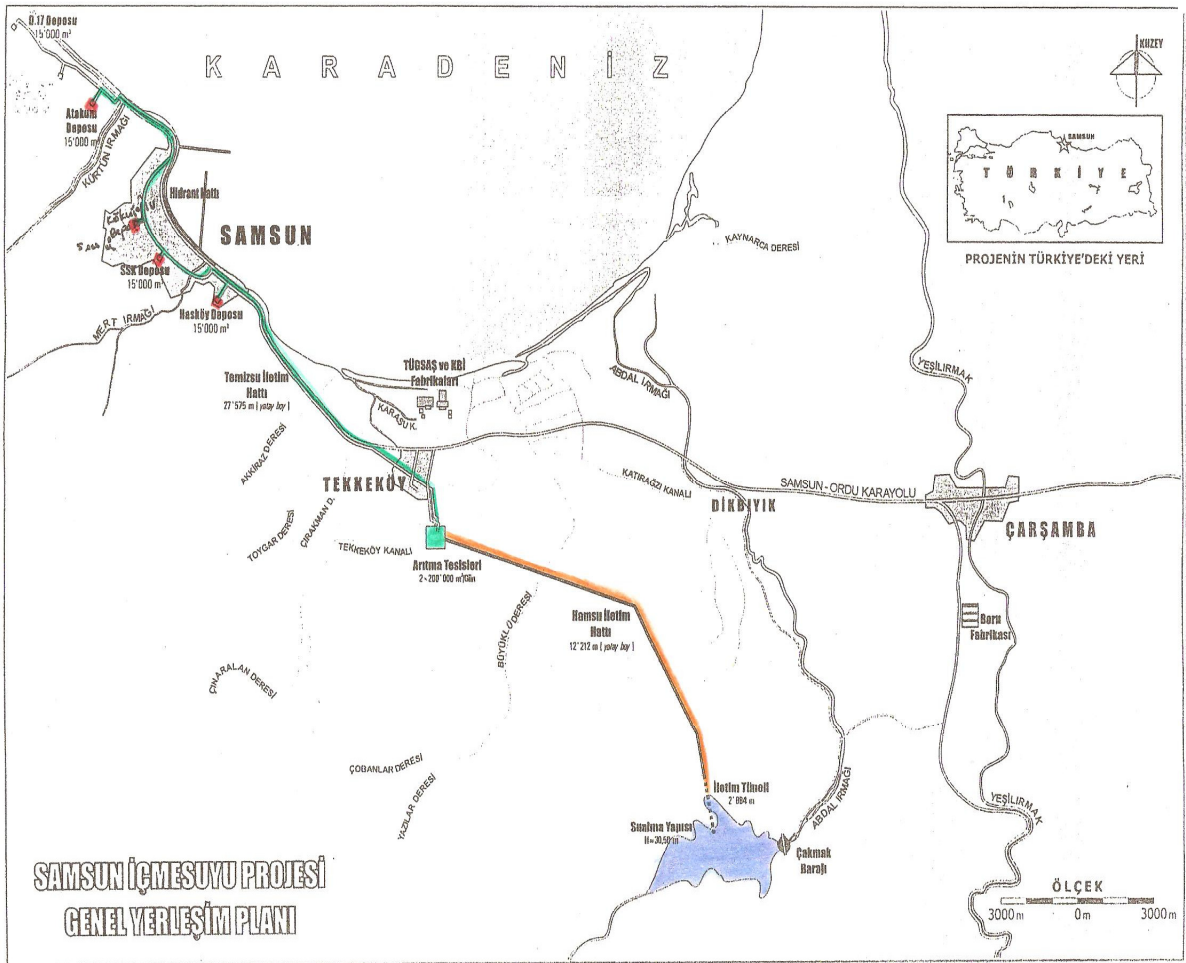 D.17 Deposu
15'000 m³
K A R A D E N İ Z
KUZEY
Atakum
Deposu
15'000 m³
KÜRTÜN IRMAĞI
SAMSUN
T Ü R K İ Y E
PROJENİN TÜRKİYE'DEKİ YERİ
Hidrant Hattı
SAMSUN
KAYNARCA DERESİ
SSK Deposu
15'000 m³
Hasköy Deposu
15'000 m³
MERT IRMAĞI
TÜGSAŞ ve KBİ
Fabrikaları
ABDAL IRMAĞI
YEŞİLIRMAK
Temizsu İletim
Hattı
27'575 m (yatay boy)
KARASU K.
AKKİRAZ DERESİ
TEKKEKÖY
KATIRAĞZI KANALI
SAMSUN - ORDU KARAYOLU
DİKBIYIK
ÇARŞAMBA
TOYGAR DERESİ
ÇIRAKMAN D.
TEKKEKÖY KANALI
Arıtma Tesisleri
2 x 200'000 m³/Gün
Hamsu İletim
Hattı
12'212 m (yatay boy)
BÜYÜKLÜ DERESİ
Boru
Fabrikası
ÇINARALAN DERESİ
ÇOBANLAR DERESİ
YAZILAR DERESİ
İletim Tüneli
ABDAL IRMAĞI
YEŞİLIRMAK
Sualma Yapısı
H=30,50 m
Çakmak
Barajı
SAMSUN İÇMESUYU PROJESİ
GENEL YERLEŞİM PLANI
ÖLÇEK
3000 m 0 m 3000 m